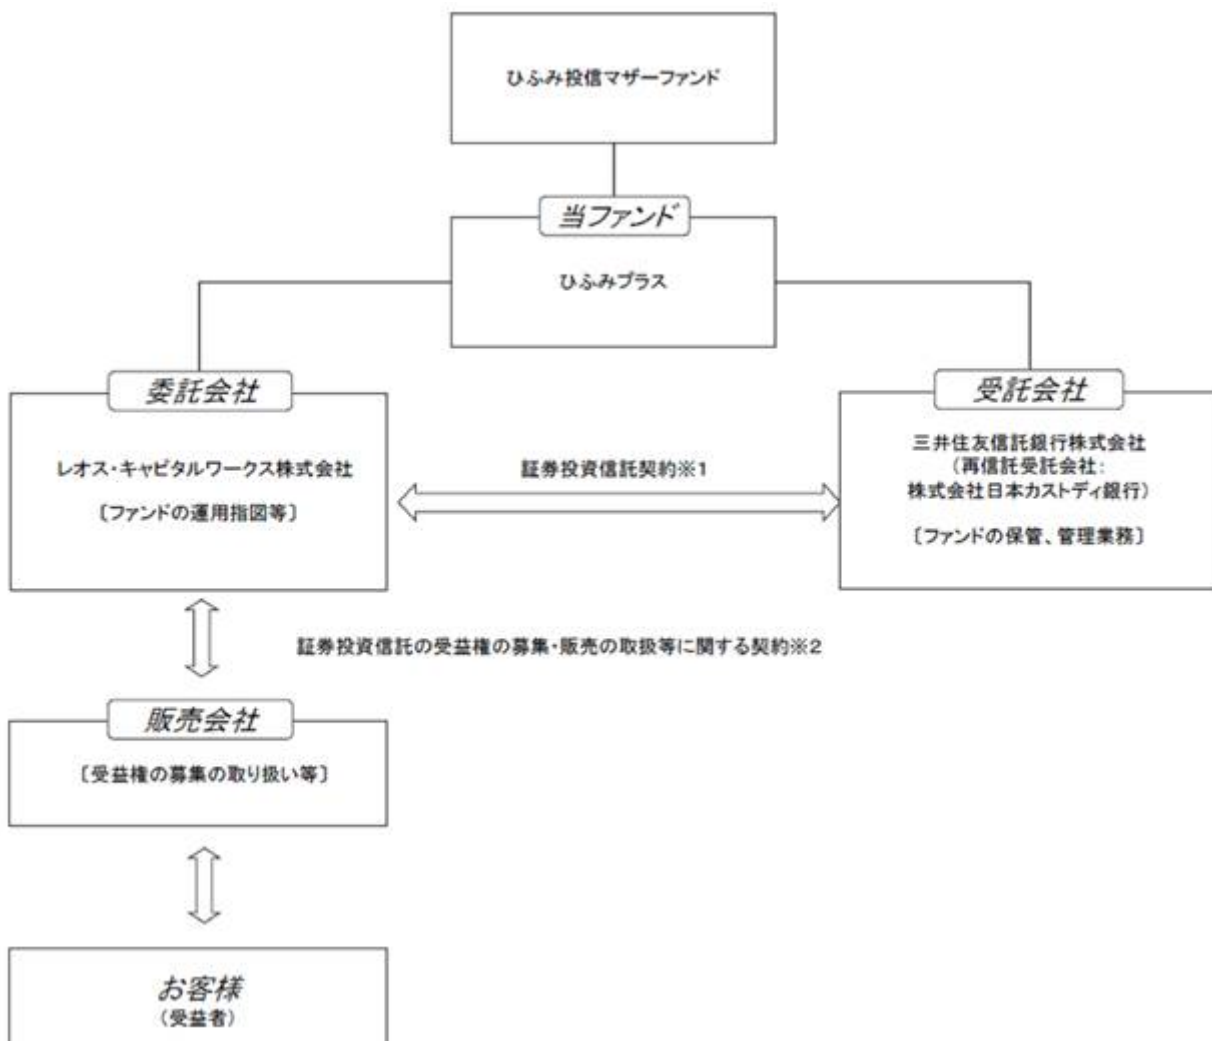 ひふみ投信マザーファンド
当ファンド
ひふみプラス
委託会社
レオス・キャピタルワークス株式会社
〔ファンドの運用指図等〕
証券投資信託契約※1
受託会社
三井住友信託銀行株式会社
（再信託受託会社：
株式会社日本カストディ銀行）
〔ファンドの保管、管理業務〕
証券投資信託の受益権の募集・販売の取扱等に関する契約※2
販売会社
〔受益権の募集の取り扱い等〕
お客様
（受益者）